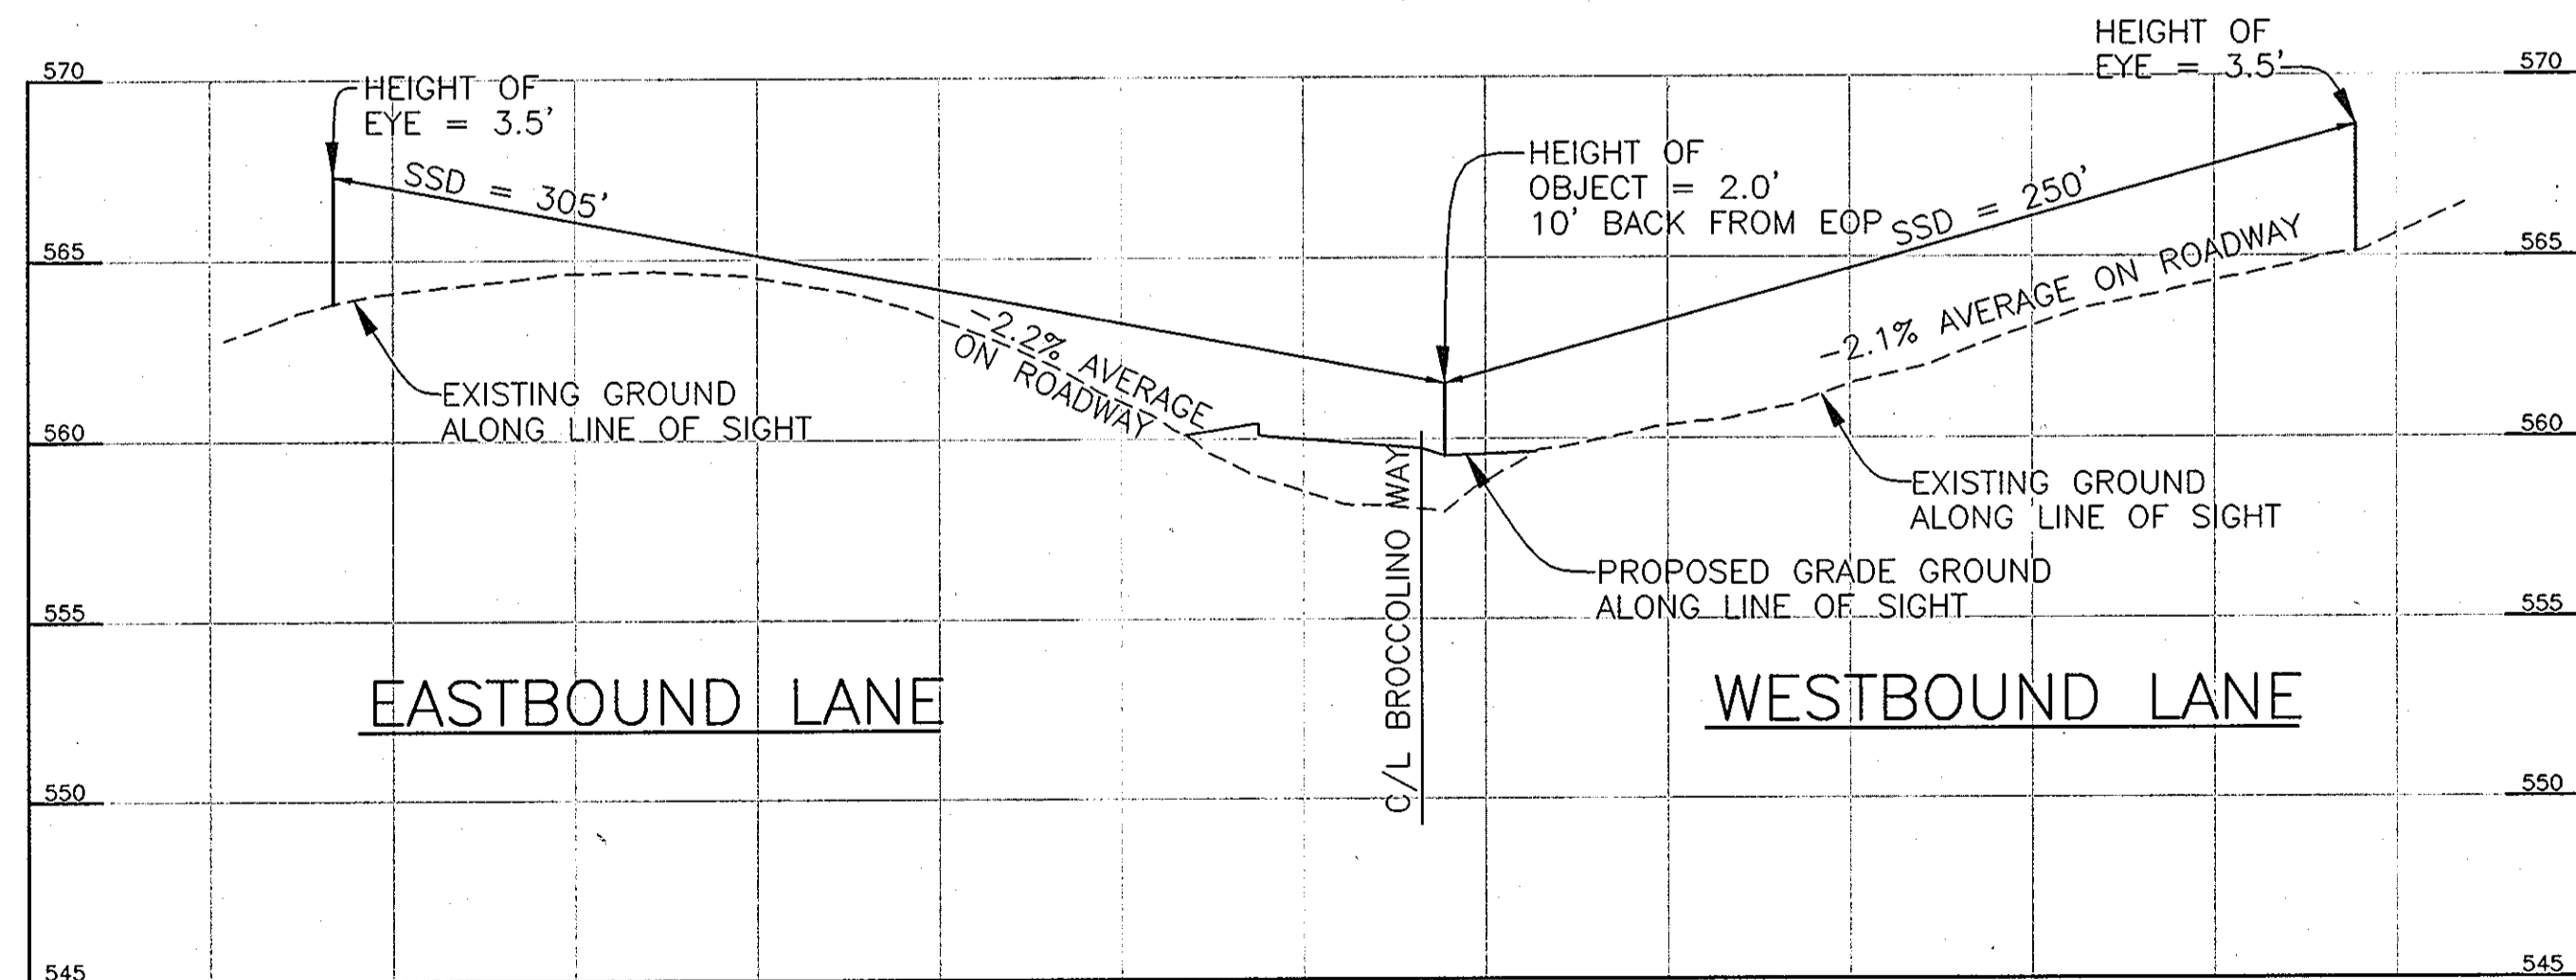 HEIGHT OF
EYE = 3.5'
570
570
HEIGHT OF
EYE = 3.5'
SSD = 305'
HEIGHT OF
OBJECT = 2.0'
10' BACK FROM EOP
SSD = 250'
565
565
-2.2% AVERAGE
ON ROADWAY
-2.1% AVERAGE ON ROADWAY
EXISTING GROUND
ALONG LINE OF SIGHT
560
560
EXISTING GROUND
ALONG LINE OF SIGHT
PROPOSED GRADE GROUND
ALONG LINE OF SIGHT
555
555
C/L BROCCOLINO WAY
EASTBOUND LANE
WESTBOUND LANE
550
550
545
545